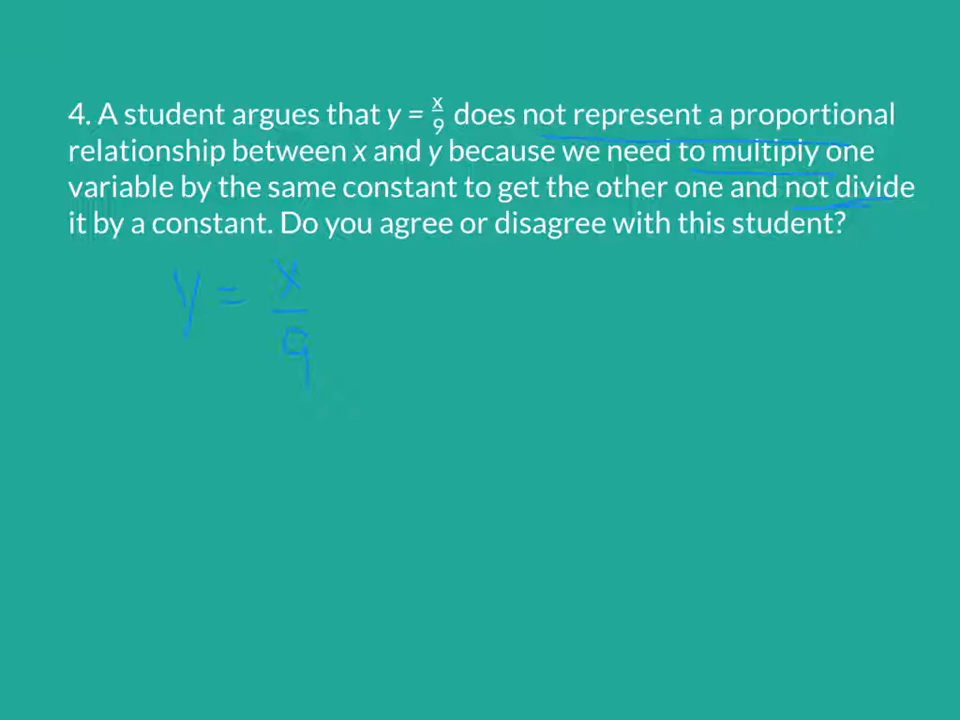 4. A student argues that y = x/9 does not represent a proportional
relationship between x and y because we need to multiply one
variable by the same constant to get the other one and not divide
it by a constant. Do you agree or disagree with this student?
y = x/9